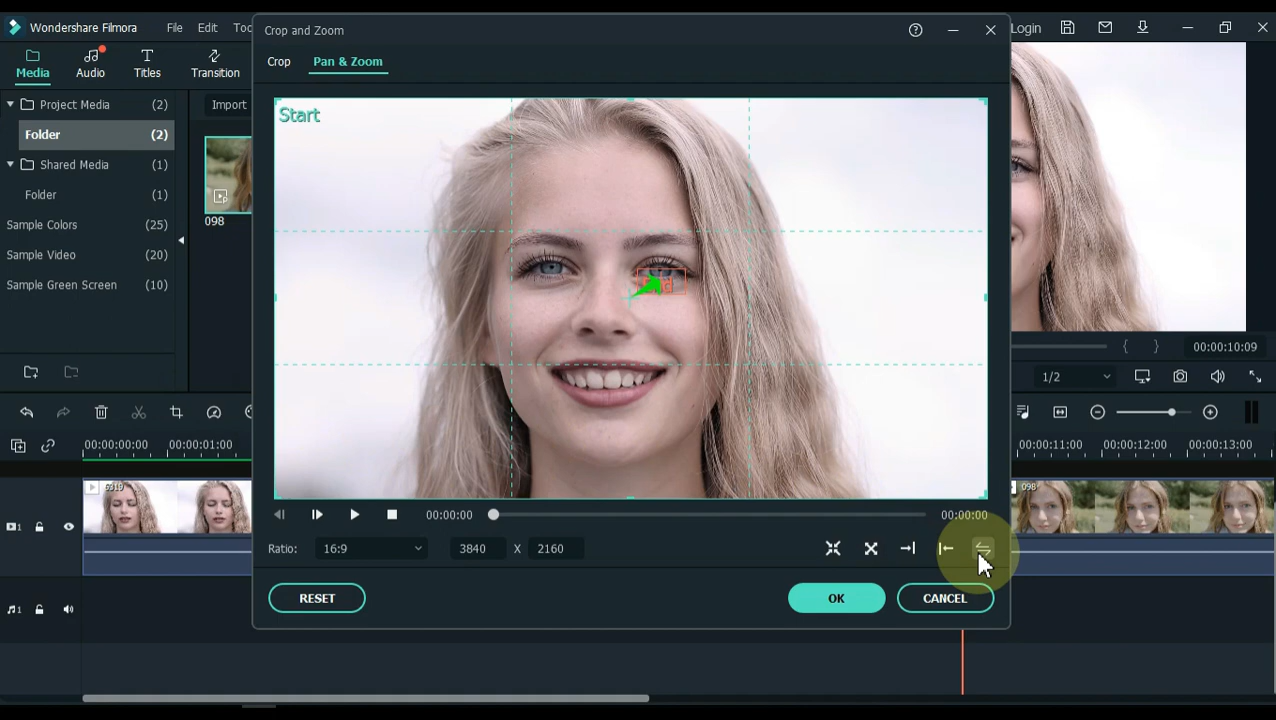 Wondershare Filmora File Edit Too
Crop and Zoom
Login
Media Audio Titles Transition
Crop Pan & Zoom
Project Media (2)
Folder (2)
Shared Media (1)
Folder (1)
Sample Colors (25)
Sample Video (20)
Sample Green Screen (10)
Import
098
Start
End
00:00:00
00:00:00
Ratio: 16:9 3840 X 2160
RESET OK CANCEL
00:00:10:09
1/2
00:00:00:00 00:00:01:00
00:00:11:00 00:00:12:00 00:00:13:00
098
1
1